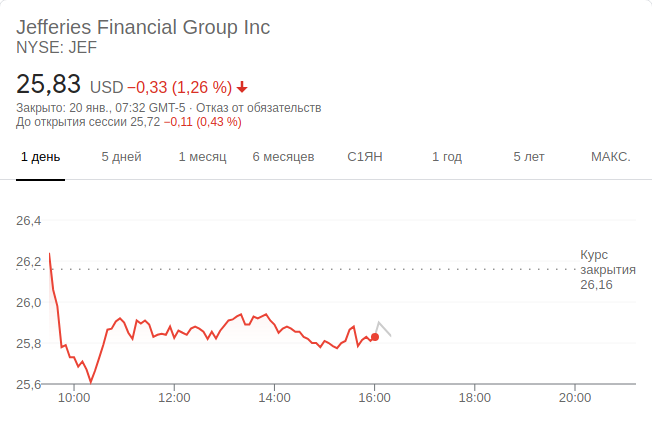 Jefferies Financial Group Inc
NYSE: JEF
25,83 USD −0,33 (1,26 %)
Закрыто: 20 янв., 07:32 GMT-5 · Отказ от обязательств
До открытия сессии 25,72 −0,11 (0,43 %)
1 день 5 дней 1 месяц 6 месяцев С1ЯН 1 год 5 лет МАКС.
26,4
26,2
26,0
25,8
25,6
Курс
закрытия
26,16
10:00 12:00 14:00 16:00 18:00 20:00